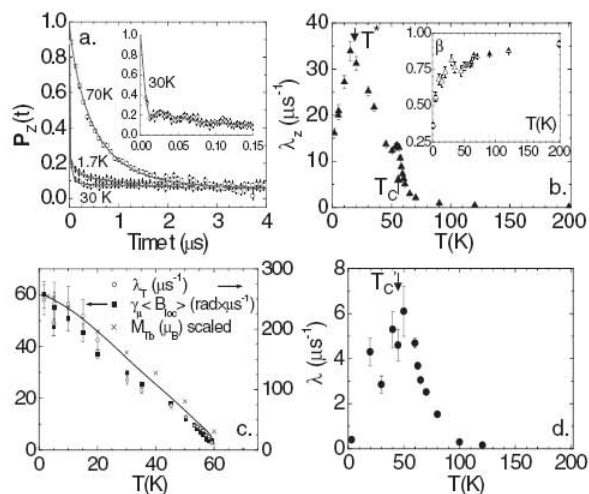 a.
P_Z(t)
1.0
0.8
0.6
0.4
0.2
0.0
70K
1.7K
30 K
1.0
0.8
0.6
0.4
0.2
0.0
30K
0.00 0.05 0.10 0.15
0 1 2 3 4
Time t (μs)
λ_Z (μs⁻¹)
40
30
20
10
0
T*
T_C
β
1.00
0.75
0.50
0.25
T(K)
0 50 100 150 200
b.
0 50 100 150 200
T(K)
60
40
20
0
λ_T (μs⁻¹)
γ_μ < B_loc > (rad×μs⁻¹)
M_Tb (μ_B) scaled
300
200
100
0
c.
0 10 20 30 40 50 60
T(K)
λ (μs⁻¹)
8
6
4
2
0
T_C'
d.
0 50 100 150 200
T(K)